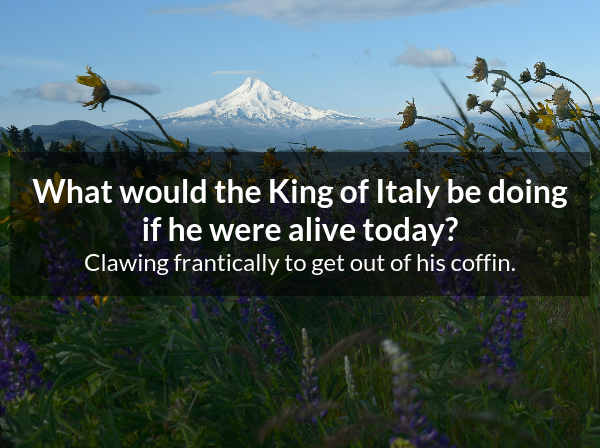 What would the King of Italy be doing
if he were alive today?
Clawing frantically to get out of his coffin.